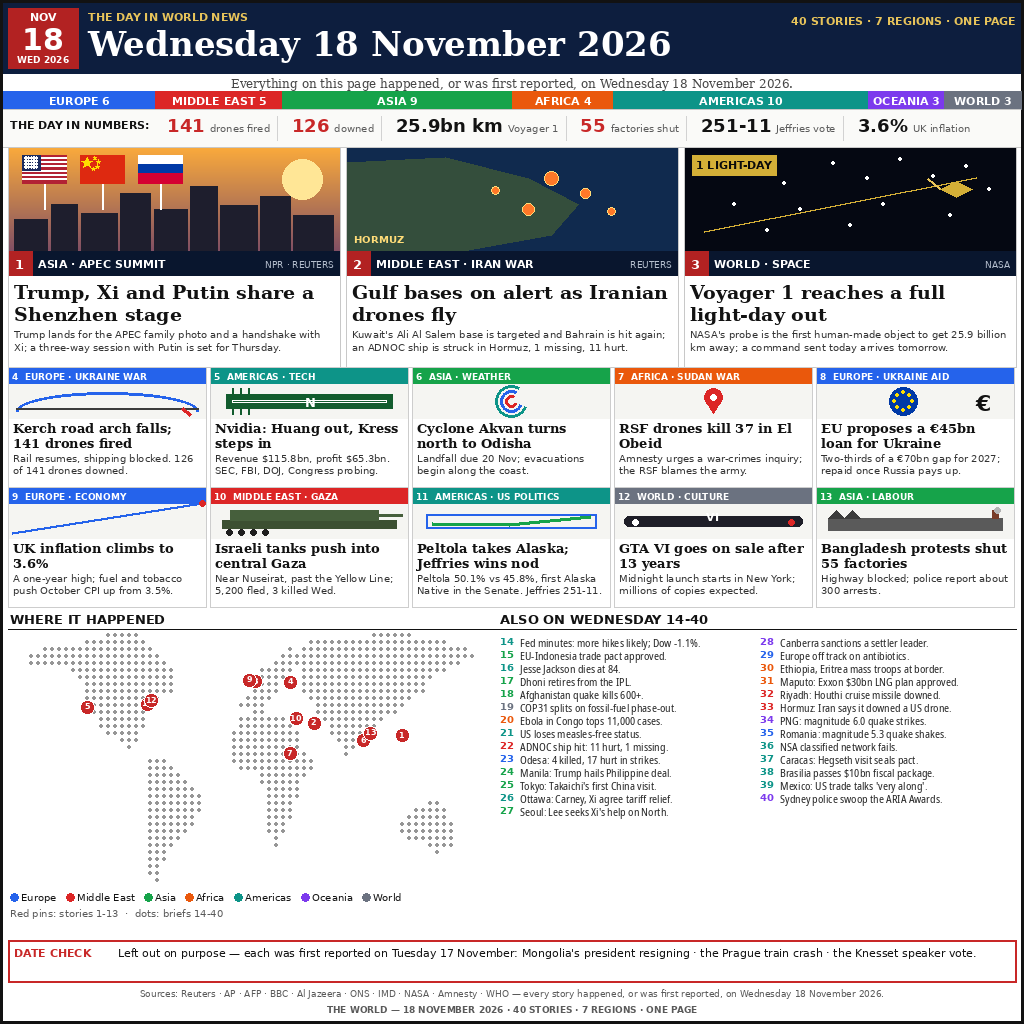 NOV
18
WED 2026
THE DAY IN WORLD NEWS
Wednesday 18 November 2026
40 STORIES · 7 REGIONS · ONE PAGE
Everything on this page happened, or was first reported, on Wednesday 18 November 2026.
EUROPE 6
MIDDLE EAST 5
ASIA 9
AFRICA 4
AMERICAS 10
OCEANIA 3
WORLD 3
THE DAY IN NUMBERS:
141 drones fired
126 downed
25.9bn km Voyager 1
55 factories shut
251-11 Jeffries vote
3.6% UK inflation
1 ASIA · APEC SUMMIT
NPR · REUTERS
Trump, Xi and Putin share a
Shenzhen stage
Trump lands for the APEC family photo and a handshake with
Xi; a three-way session with Putin is set for Thursday.
HORMUZ
2 MIDDLE EAST · IRAN WAR
REUTERS
Gulf bases on alert as Iranian
drones fly
Kuwait's Ali Al Salem base is targeted and Bahrain is hit again;
an ADNOC ship is struck in Hormuz, 1 missing, 11 hurt.
1 LIGHT-DAY
3 WORLD · SPACE
NASA
Voyager 1 reaches a full
light-day out
NASA's probe is the first human-made object to get 25.9 billion
km away; a command sent today arrives tomorrow.
4 EUROPE · UKRAINE WAR
Kerch road arch falls;
141 drones fired
Rail resumes, shipping blocked. 126
of 141 drones downed.
5 AMERICAS · TECH
N
Nvidia: Huang out, Kress
steps in
Revenue $115.8bn, profit $65.3bn.
SEC, FBI, DOJ, Congress probing.
6 ASIA · WEATHER
Cyclone Akvan turns
north to Odisha
Landfall due 20 Nov; evacuations
begin along the coast.
7 AFRICA · SUDAN WAR
RSF drones kill 37 in El
Obeid
Amnesty urges a war-crimes inquiry;
the RSF blames the army.
8 EUROPE · UKRAINE AID
€
EU proposes a €45bn
loan for Ukraine
Two-thirds of a €70bn gap for 2027;
repaid once Russia pays up.
9 EUROPE · ECONOMY
UK inflation climbs to
3.6%
A one-year high; fuel and tobacco
push October CPI up from 3.5%.
10 MIDDLE EAST · GAZA
Israeli tanks push into
central Gaza
Near Nuseirat, past the Yellow Line;
5,200 fled, 3 killed Wed.
11 AMERICAS · US POLITICS
Peltola takes Alaska;
Jeffries wins nod
Peltola 50.1% vs 45.8%, first Alaska
Native in the Senate. Jeffries 251-11.
12 WORLD · CULTURE
VI
GTA VI goes on sale after
13 years
Midnight launch starts in New York;
millions of copies expected.
13 ASIA · LABOUR
Bangladesh protests shut
55 factories
Highway blocked; police report about
300 arrests.
WHERE IT HAPPENED
9
4
5
12
10
2
13
6
1
7
Europe
Middle East
Asia
Africa
Americas
Oceania
World
Red pins: stories 1-13 · dots: briefs 14-40
ALSO ON WEDNESDAY 14-40
14 Fed minutes: more hikes likely; Dow -1.1%.
15 EU-Indonesia trade pact approved.
16 Jesse Jackson dies at 84.
17 Dhoni retires from the IPL.
18 Afghanistan quake kills 600+.
19 COP31 splits on fossil-fuel phase-out.
20 Ebola in Congo tops 11,000 cases.
21 US loses measles-free status.
22 ADNOC ship hit: 11 hurt, 1 missing.
23 Odesa: 4 killed, 17 hurt in strikes.
24 Manila: Trump hails Philippine deal.
25 Tokyo: Takaichi's first China visit.
26 Ottawa: Carney, Xi agree tariff relief.
27 Seoul: Lee seeks Xi's help on North.
28 Canberra sanctions a settler leader.
29 Europe off track on antibiotics.
30 Ethiopia, Eritrea mass troops at border.
31 Maputo: Exxon $30bn LNG plan approved.
32 Riyadh: Houthi cruise missile downed.
33 Hormuz: Iran says it downed a US drone.
34 PNG: magnitude 6.0 quake strikes.
35 Romania: magnitude 5.3 quake shakes.
36 NSA classified network fails.
37 Caracas: Hegseth visit seals pact.
38 Brasilia passes $10bn fiscal package.
39 Mexico: US trade talks 'very along'.
40 Sydney police swoop the ARIA Awards.
DATE CHECK
Left out on purpose — each was first reported on Tuesday 17 November: Mongolia's president resigning · the Prague train crash · the Knesset speaker vote.
Sources: Reuters · AP · AFP · BBC · Al Jazeera · ONS · IMD · NASA · Amnesty · WHO — every story happened, or was first reported, on Wednesday 18 November 2026.
THE WORLD — 18 NOVEMBER 2026 · 40 STORIES · 7 REGIONS · ONE PAGE